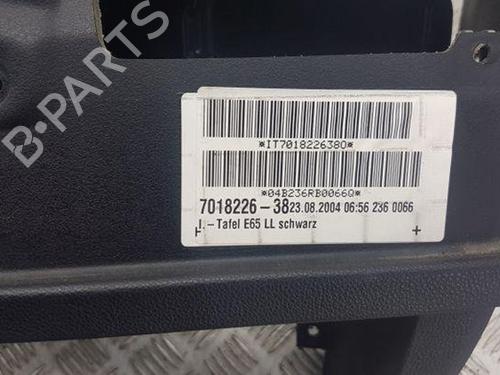 B-PARTS
*IT7018226380*
*04B236RB0066Q*
7018226-38 23.08.2004 06:56 236 0066
I.-Tafel E65 LL schwarz